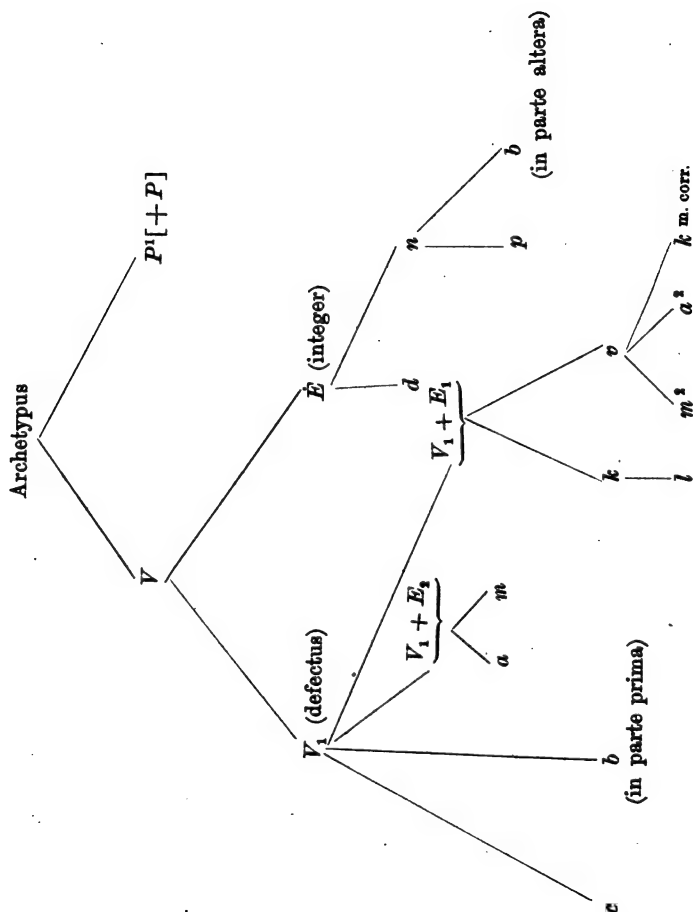 Archetypus
V P¹[+P]
V₁ (defectus) E (integer)
V₁ + E₂ d n
V₁ + E₁
a m p b
(in parte altera)
c b k v
(in parte prima)
l m² a² k m. corr.